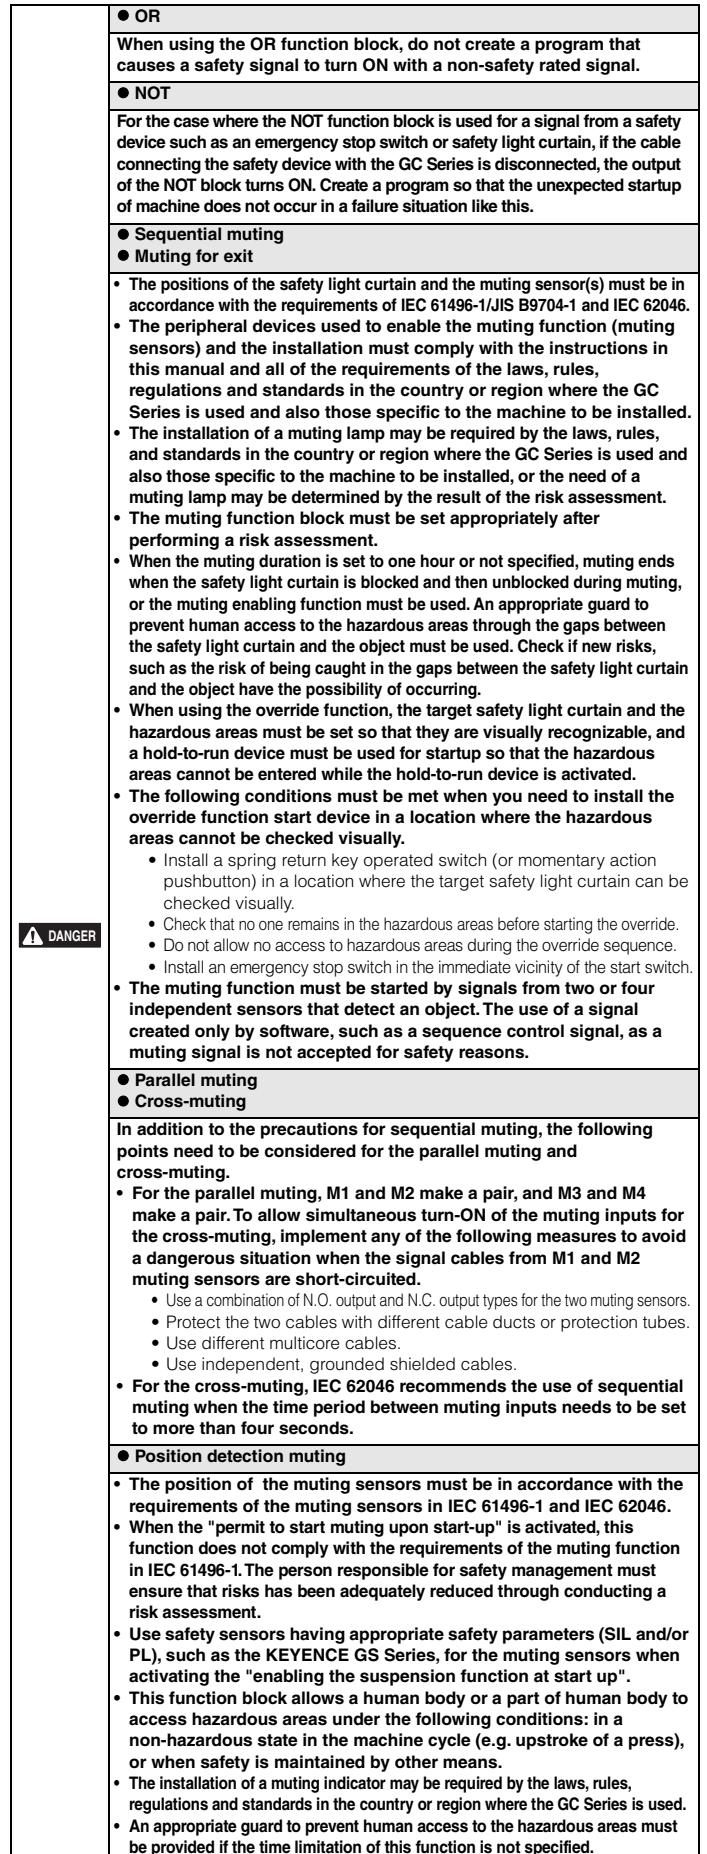 ● OR
When using the OR function block, do not create a program that
causes a safety signal to turn ON with a non-safety rated signal.
● NOT
For the case where the NOT function block is used for a signal from a safety
device such as an emergency stop switch or safety light curtain, if the cable
connecting the safety device with the GC Series is disconnected, the output
of the NOT block turns ON. Create a program so that the unexpected startup
of machine does not occur in a failure situation like this.
● Sequential muting
● Muting for exit
• The positions of the safety light curtain and the muting sensor(s) must be in
accordance with the requirements of IEC 61496-1/JIS B9704-1 and IEC 62046.
• The peripheral devices used to enable the muting function (muting
sensors) and the installation must comply with the instructions in
this manual and all of the requirements of the laws, rules,
regulations and standards in the country or region where the GC
Series is used and also those specific to the machine to be installed.
• The installation of a muting lamp may be required by the laws, rules,
and standards in the country or region where the GC Series is used and
also those specific to the machine to be installed, or the need of a
muting lamp may be determined by the result of the risk assessment.
• The muting function block must be set appropriately after
performing a risk assessment.
• When the muting duration is set to one hour or not specified, muting ends
when the safety light curtain is blocked and then unblocked during muting,
or the muting enabling function must be used. An appropriate guard to
prevent human access to the hazardous areas through the gaps between
the safety light curtain and the object must be used. Check if new risks,
such as the risk of being caught in the gaps between the safety light curtain
and the object have the possibility of occurring.
• When using the override function, the target safety light curtain and the
hazardous areas must be set so that they are visually recognizable, and
a hold-to-run device must be used for startup so that the hazardous
areas cannot be entered while the hold-to-run device is activated.
• The following conditions must be met when you need to install the
override function start device in a location where the hazardous
areas cannot be checked visually.
• Install a spring return key operated switch (or momentary action
pushbutton) in a location where the target safety light curtain can be
checked visually.
• Check that no one remains in the hazardous areas before starting the override.
⚠ DANGER
• Do not allow no access to hazardous areas during the override sequence.
• Install an emergency stop switch in the immediate vicinity of the start switch.
• The muting function must be started by signals from two or four
independent sensors that detect an object. The use of a signal
created only by software, such as a sequence control signal, as a
muting signal is not accepted for safety reasons.
● Parallel muting
● Cross-muting
In addition to the precautions for sequential muting, the following
points need to be considered for the parallel muting and
cross-muting.
• For the parallel muting, M1 and M2 make a pair, and M3 and M4
make a pair. To allow simultaneous turn-ON of the muting inputs for
the cross-muting, implement any of the following measures to avoid
a dangerous situation when the signal cables from M1 and M2
muting sensors are short-circuited.
• Use a combination of N.O. output and N.C. output types for the two muting sensors.
• Protect the two cables with different cable ducts or protection tubes.
• Use different multicore cables.
• Use independent, grounded shielded cables.
• For the cross-muting, IEC 62046 recommends the use of sequential
muting when the time period between muting inputs needs to be set
to more than four seconds.
● Position detection muting
• The position of the muting sensors must be in accordance with the
requirements of the muting sensors in IEC 61496-1 and IEC 62046.
• When the "permit to start muting upon start-up" is activated, this
function does not comply with the requirements of the muting function
in IEC 61496-1. The person responsible for safety management must
ensure that risks has been adequately reduced through conducting a
risk assessment.
• Use safety sensors having appropriate safety parameters (SIL and/or
PL), such as the KEYENCE GS Series, for the muting sensors when
activating the "enabling the suspension function at start up".
• This function block allows a human body or a part of human body to
access hazardous areas under the following conditions: in a
non-hazardous state in the machine cycle (e.g. upstroke of a press),
or when safety is maintained by other means.
• The installation of a muting indicator may be required by the laws, rules,
regulations and standards in the country or region where the GC Series is used.
• An appropriate guard to prevent human access to the hazardous areas must
be provided if the time limitation of this function is not specified.